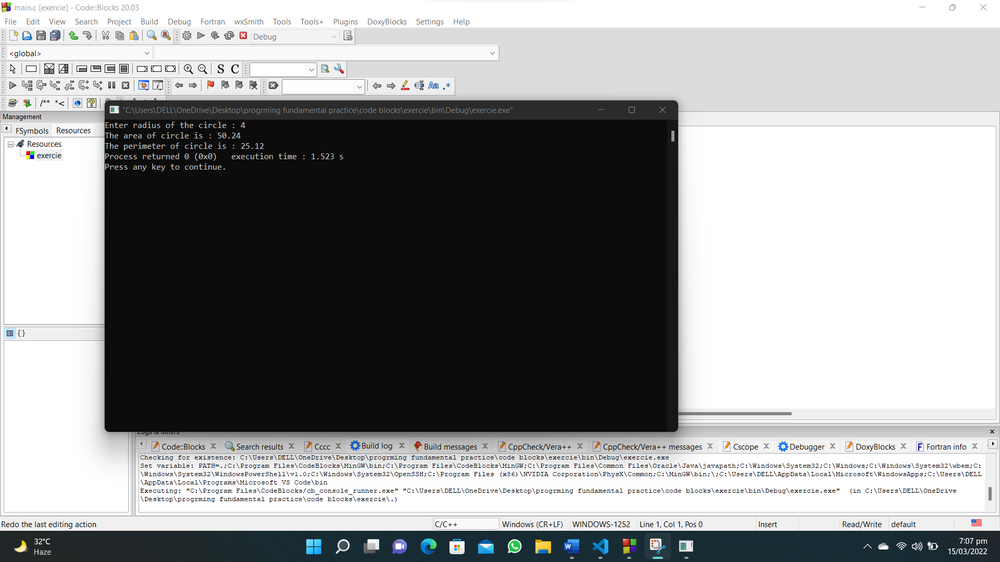 main.c [exercie] - Code::Blocks 20.03
File Edit View Search Project Build Debug Fortran wxSmith Tools Tools+ Plugins DoxyBlocks Settings Help
Debug
<global>
S C
Aa .*
/** *<
Management
FSymbols Resources
Resources
exercie
{}
"C:\Users\DELL\OneDrive\Desktop\progrming fundamental practice\code blocks\exercie\bin\Debug\exercie.exe"
Enter radius of the circle : 4
The area of circle is : 50.24
The perimeter of circle is : 25.12
Process returned 0 (0x0)   execution time : 1.523 s
Press any key to continue.
Logs & others
Code::Blocks Search results Cccc Build log Build messages CppCheck/Vera++ CppCheck/Vera++ messages Cscope Debugger DoxyBlocks Fortran info
Checking for existence: C:\Users\DELL\OneDrive\Desktop\progrming fundamental practice\code blocks\exercie\bin\Debug\exercie.exe
Set variable: PATH=.;C:\Program Files\CodeBlocks\MinGW\bin;C:\Program Files\CodeBlocks\MinGW;C:\Program Files\Common Files\Oracle\Java\javapath;C:\Windows\System32;C:\Windows;C:\Windows\System32\wbem;C:
\Windows\System32\WindowsPowerShell\v1.0;C:\Windows\System32\OpenSSH;C:\Program Files (x86)\NVIDIA Corporation\PhysX\Common;C:\MinGW\bin;\;C:\Users\DELL\AppData\Local\Microsoft\WindowsApps;C:\Users\DELL
\AppData\Local\Programs\Microsoft VS Code\bin
Executing: "C:\Program Files\CodeBlocks/cb_console_runner.exe" "C:\Users\DELL\OneDrive\Desktop\progrming fundamental practice\code blocks\exercie\bin\Debug\exercie.exe"  (in C:\Users\DELL\OneDrive
\Desktop\progrming fundamental practice\code blocks\exercie\.)
Redo the last editing action C/C++ Windows (CR+LF) WINDOWS-1252 Line 1, Col 1, Pos 0 Insert Read/Write default
32°C
Haze
7:07 pm
15/03/2022